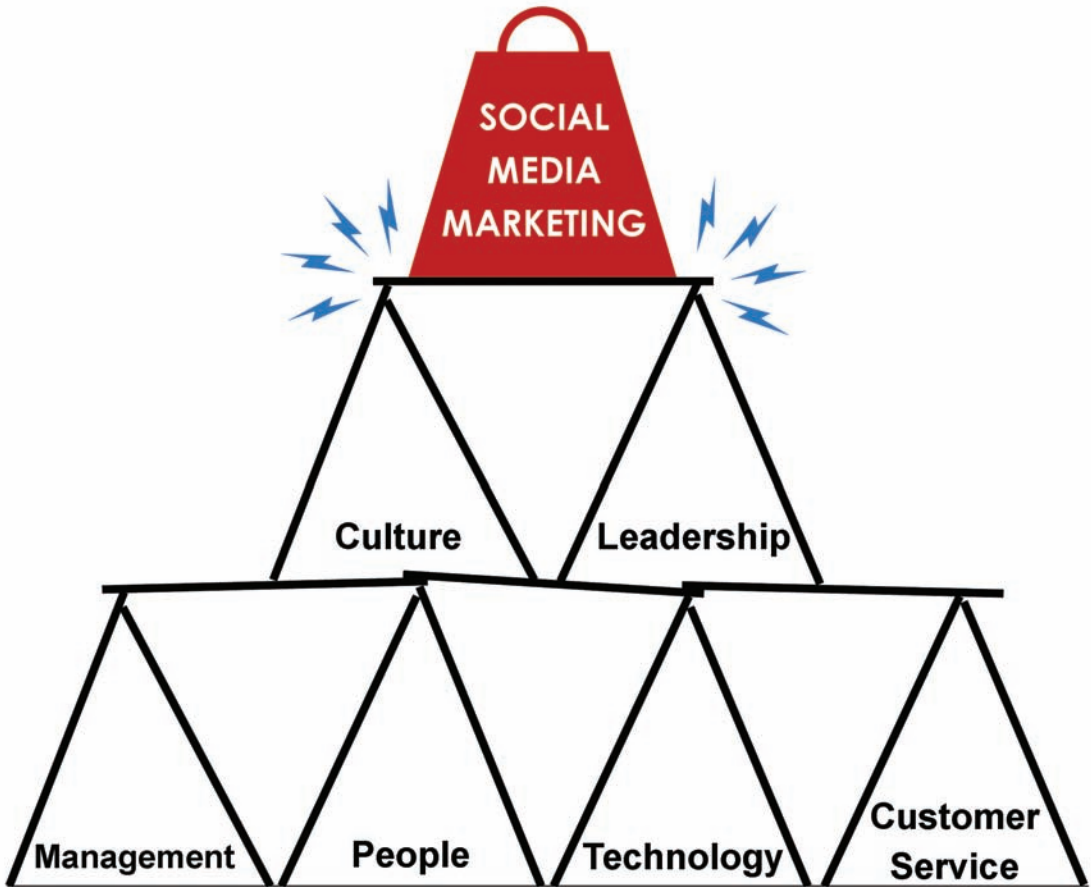 SOCIAL
MEDIA
MARKETING
Culture
Leadership
Management
People
Technology
Customer
Service